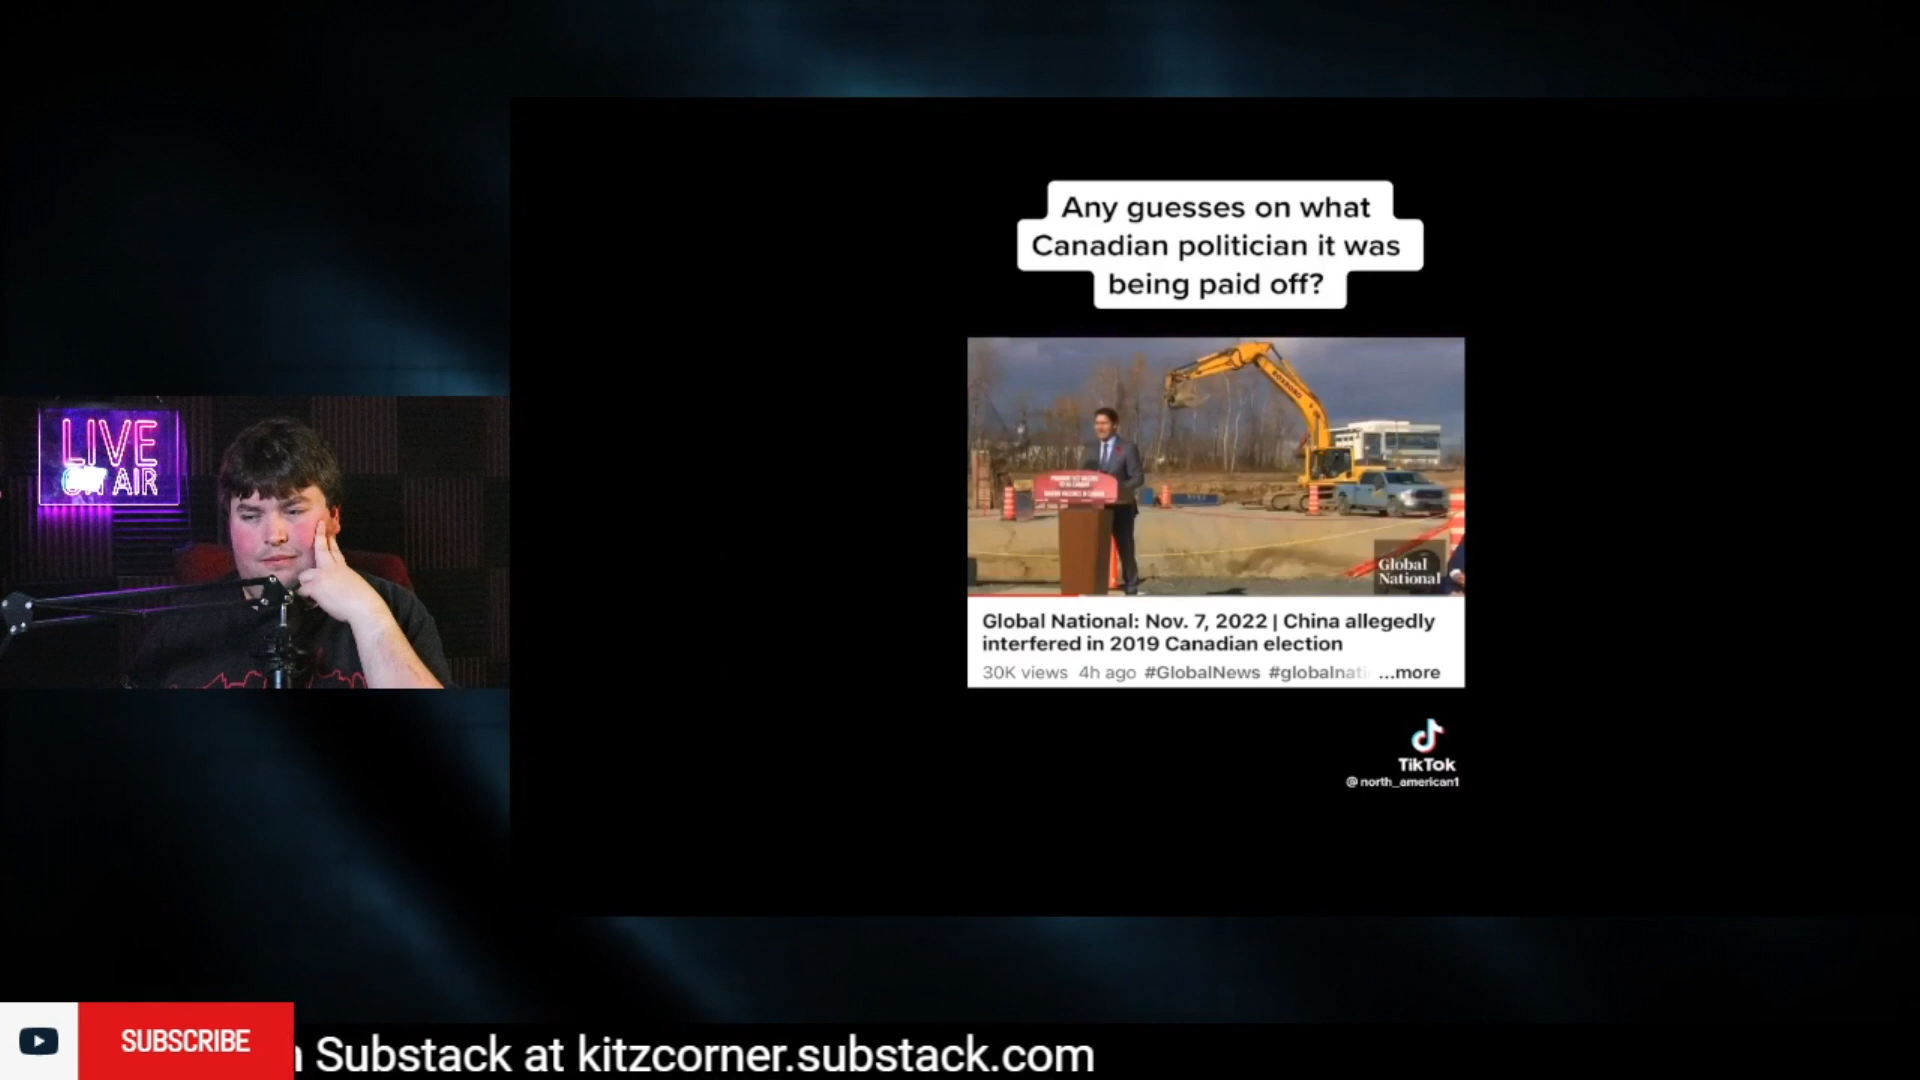 Any guesses on what
Canadian politician it was
being paid off?
LIVE
ON AIR
Global
National
Global National: Nov. 7, 2022 | China allegedly
interfered in 2019 Canadian election
30K views 4h ago #GlobalNews #globalnati ...more
TikTok
@north_american1
SUBSCRIBE
Substack at kitzcorner.substack.com